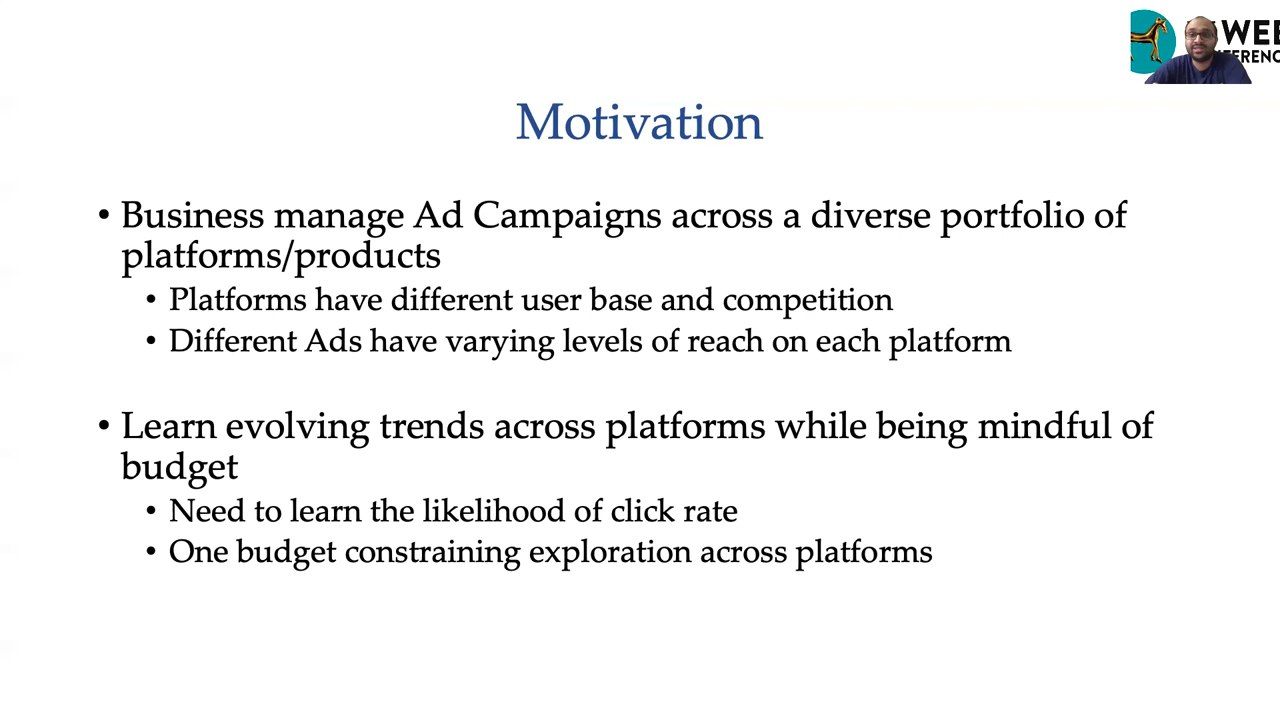 WEE
FERENC
Motivation
• Business manage Ad Campaigns across a diverse portfolio of
platforms/products
• Platforms have different user base and competition
• Different Ads have varying levels of reach on each platform
• Learn evolving trends across platforms while being mindful of
budget
• Need to learn the likelihood of click rate
• One budget constraining exploration across platforms